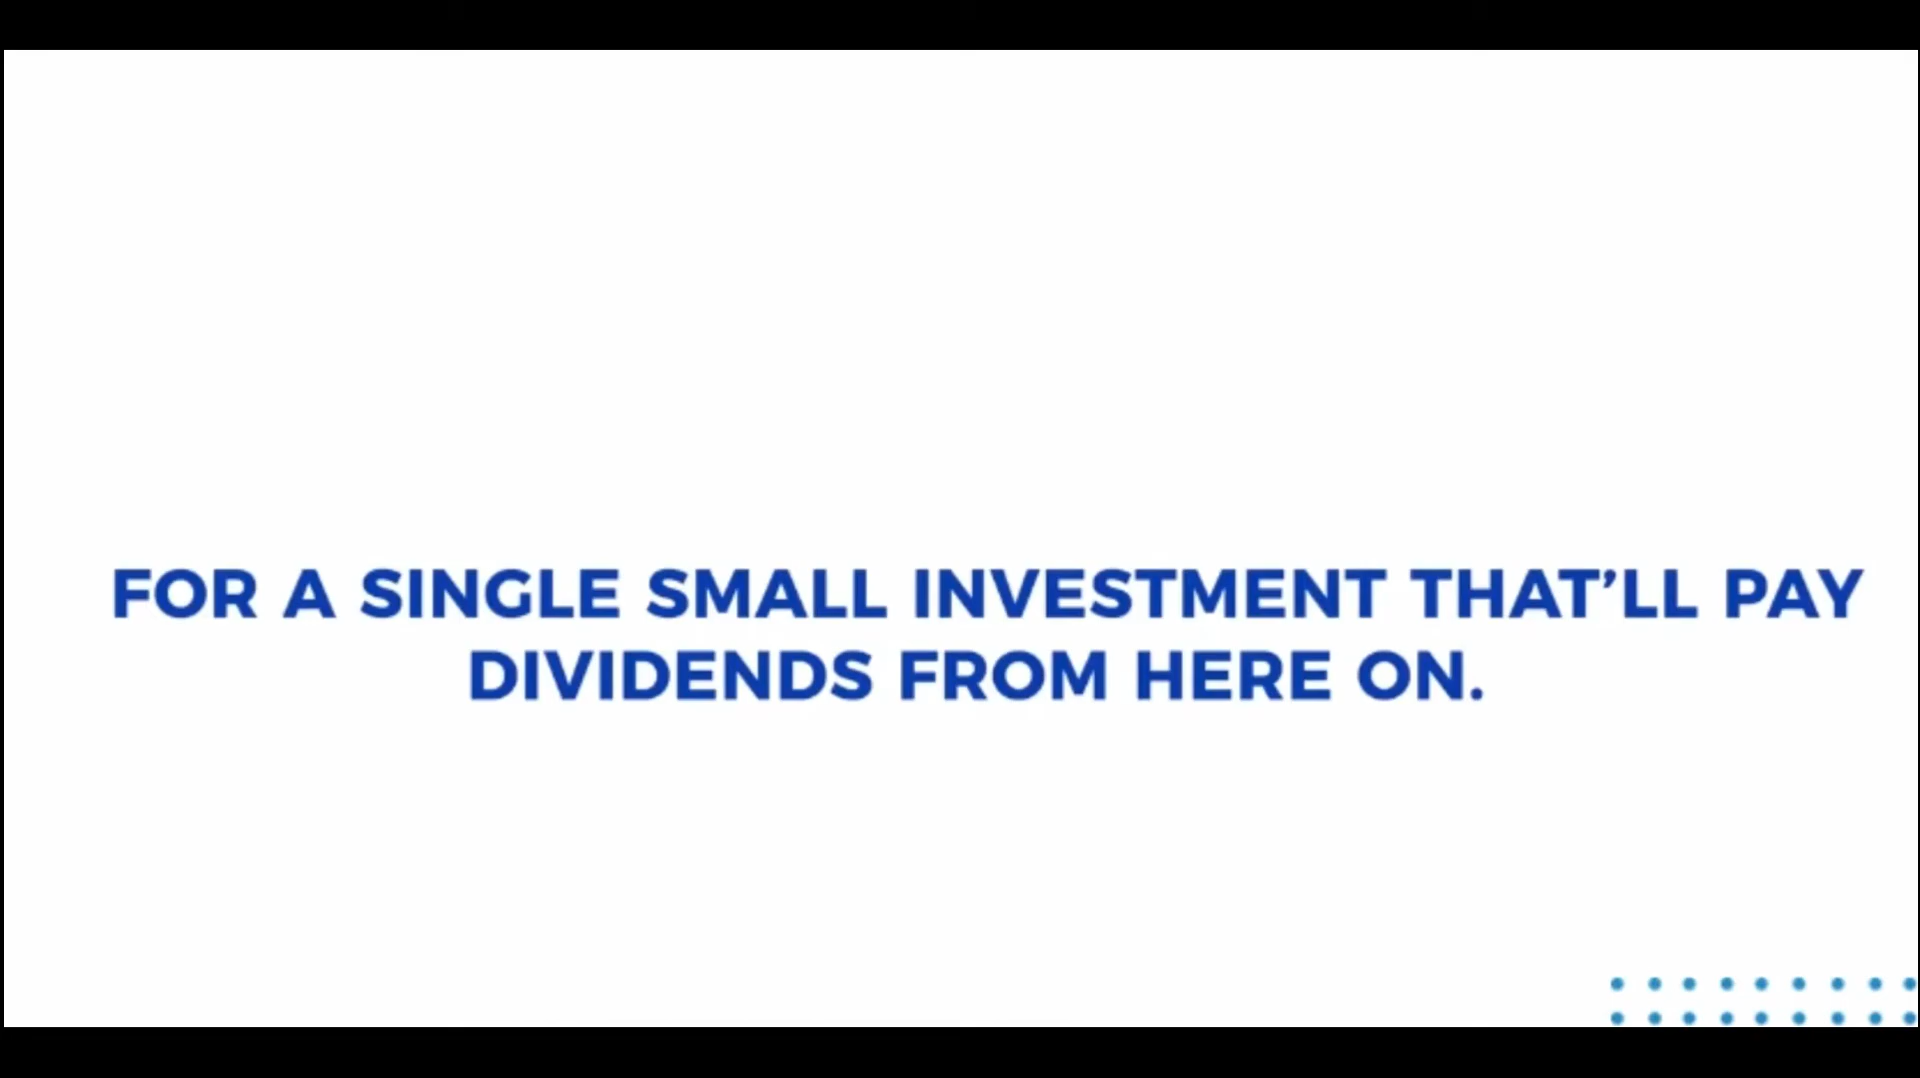 FOR A SINGLE SMALL INVESTMENT THAT’LL PAY
DIVIDENDS FROM HERE ON.